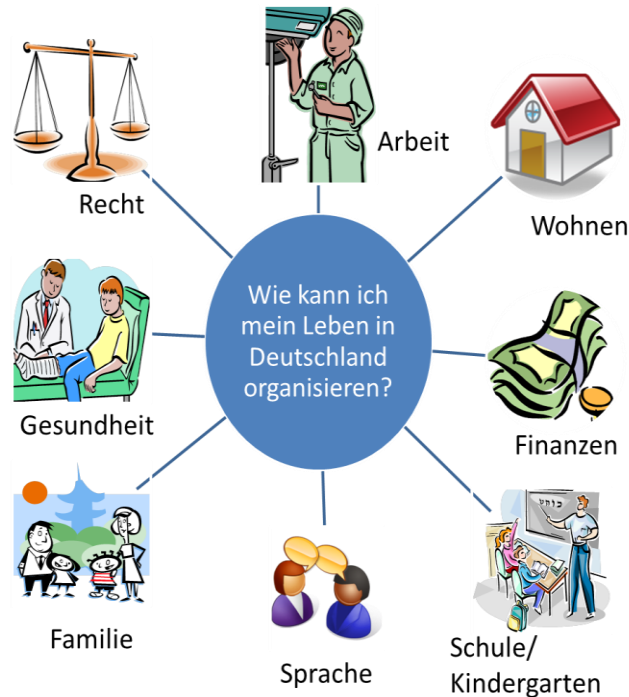 Arbeit
Recht
Wohnen
Wie kann ich
mein Leben in
Deutschland
organisieren?
Gesundheit
Finanzen
Familie
Sprache
Schule/
Kindergarten